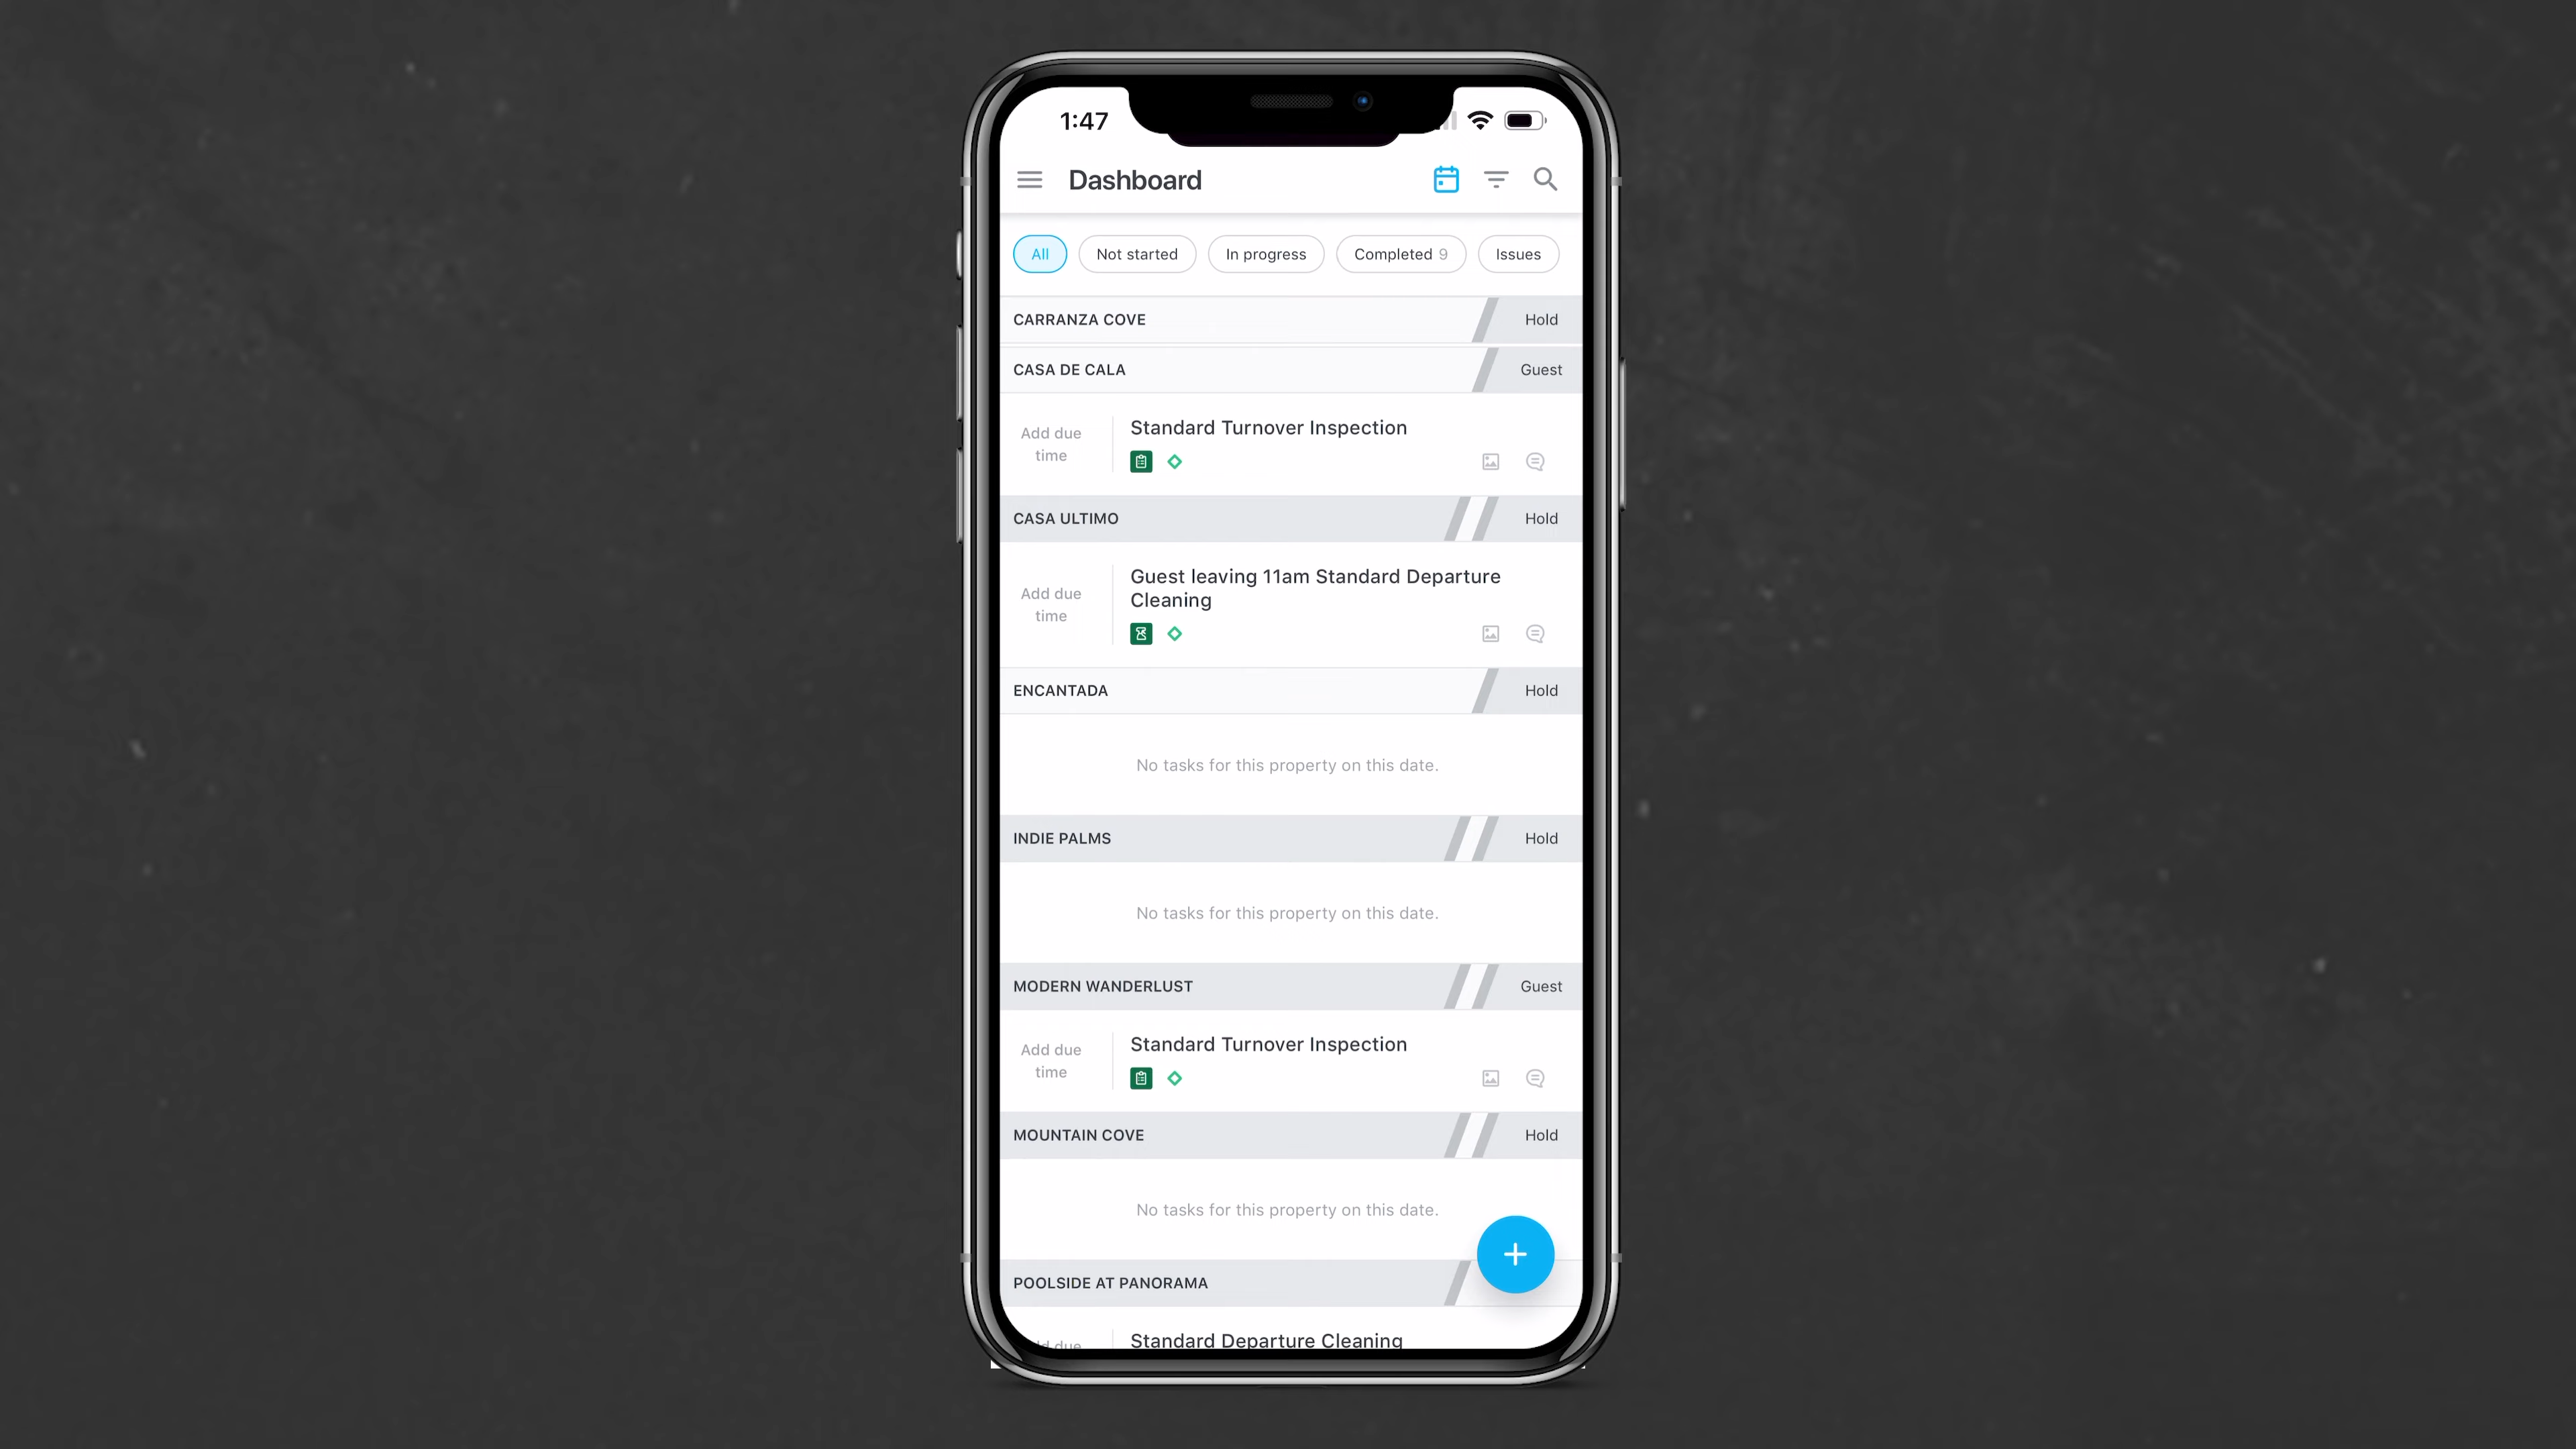 1:47
Dashboard
All
Not started
In progress
Completed 9
Issues
CARRANZA COVE
Hold
CASA DE CALA
Guest
Add due
time
Standard Turnover Inspection
CASA ULTIMO
Hold
Add due
time
Guest leaving 11am Standard Departure
Cleaning
ENCANTADA
Hold
No tasks for this property on this date.
INDIE PALMS
Hold
No tasks for this property on this date.
MODERN WANDERLUST
Guest
Add due
time
Standard Turnover Inspection
MOUNTAIN COVE
Hold
No tasks for this property on this date.
POOLSIDE AT PANORAMA
due
Standard Departure Cleaning